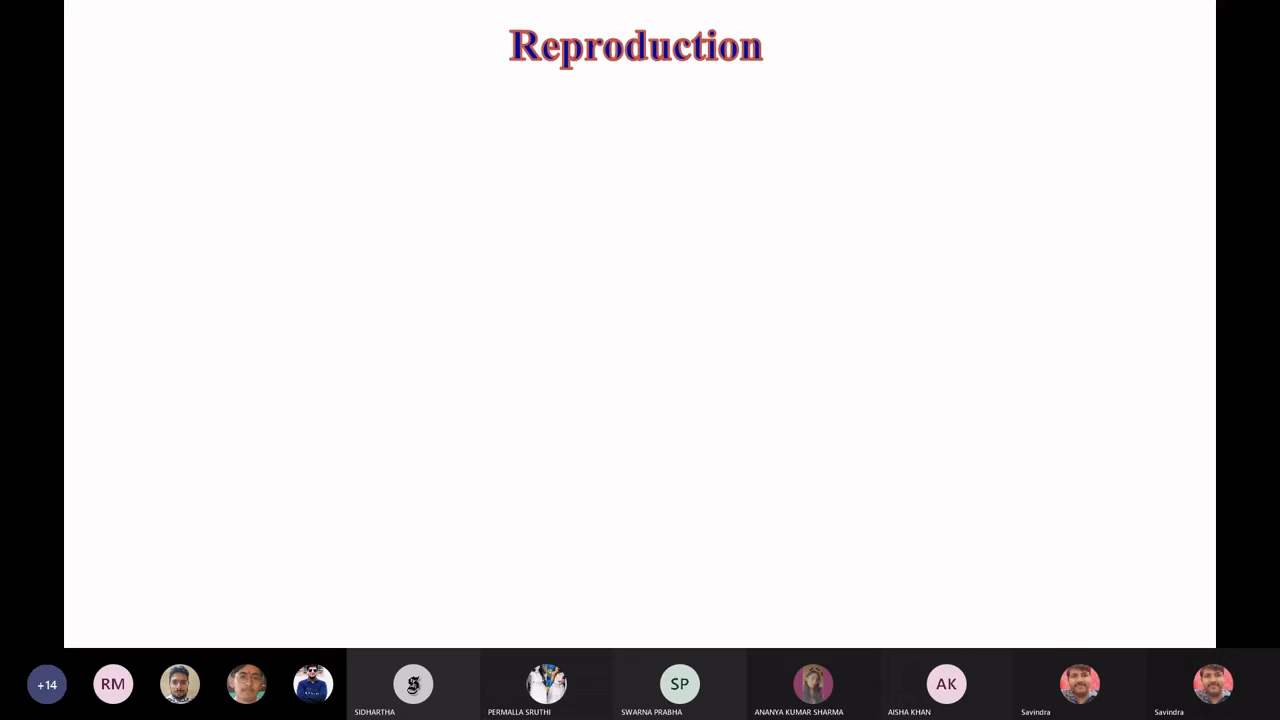 Reproduction
+14
RM
S
SIDHARTHA
PERMALLA SRUTHI
SP
SWARNA PRABHA
ANANYA KUMAR SHARMA
AK
AISHA KHAN
Savindra
Savindra